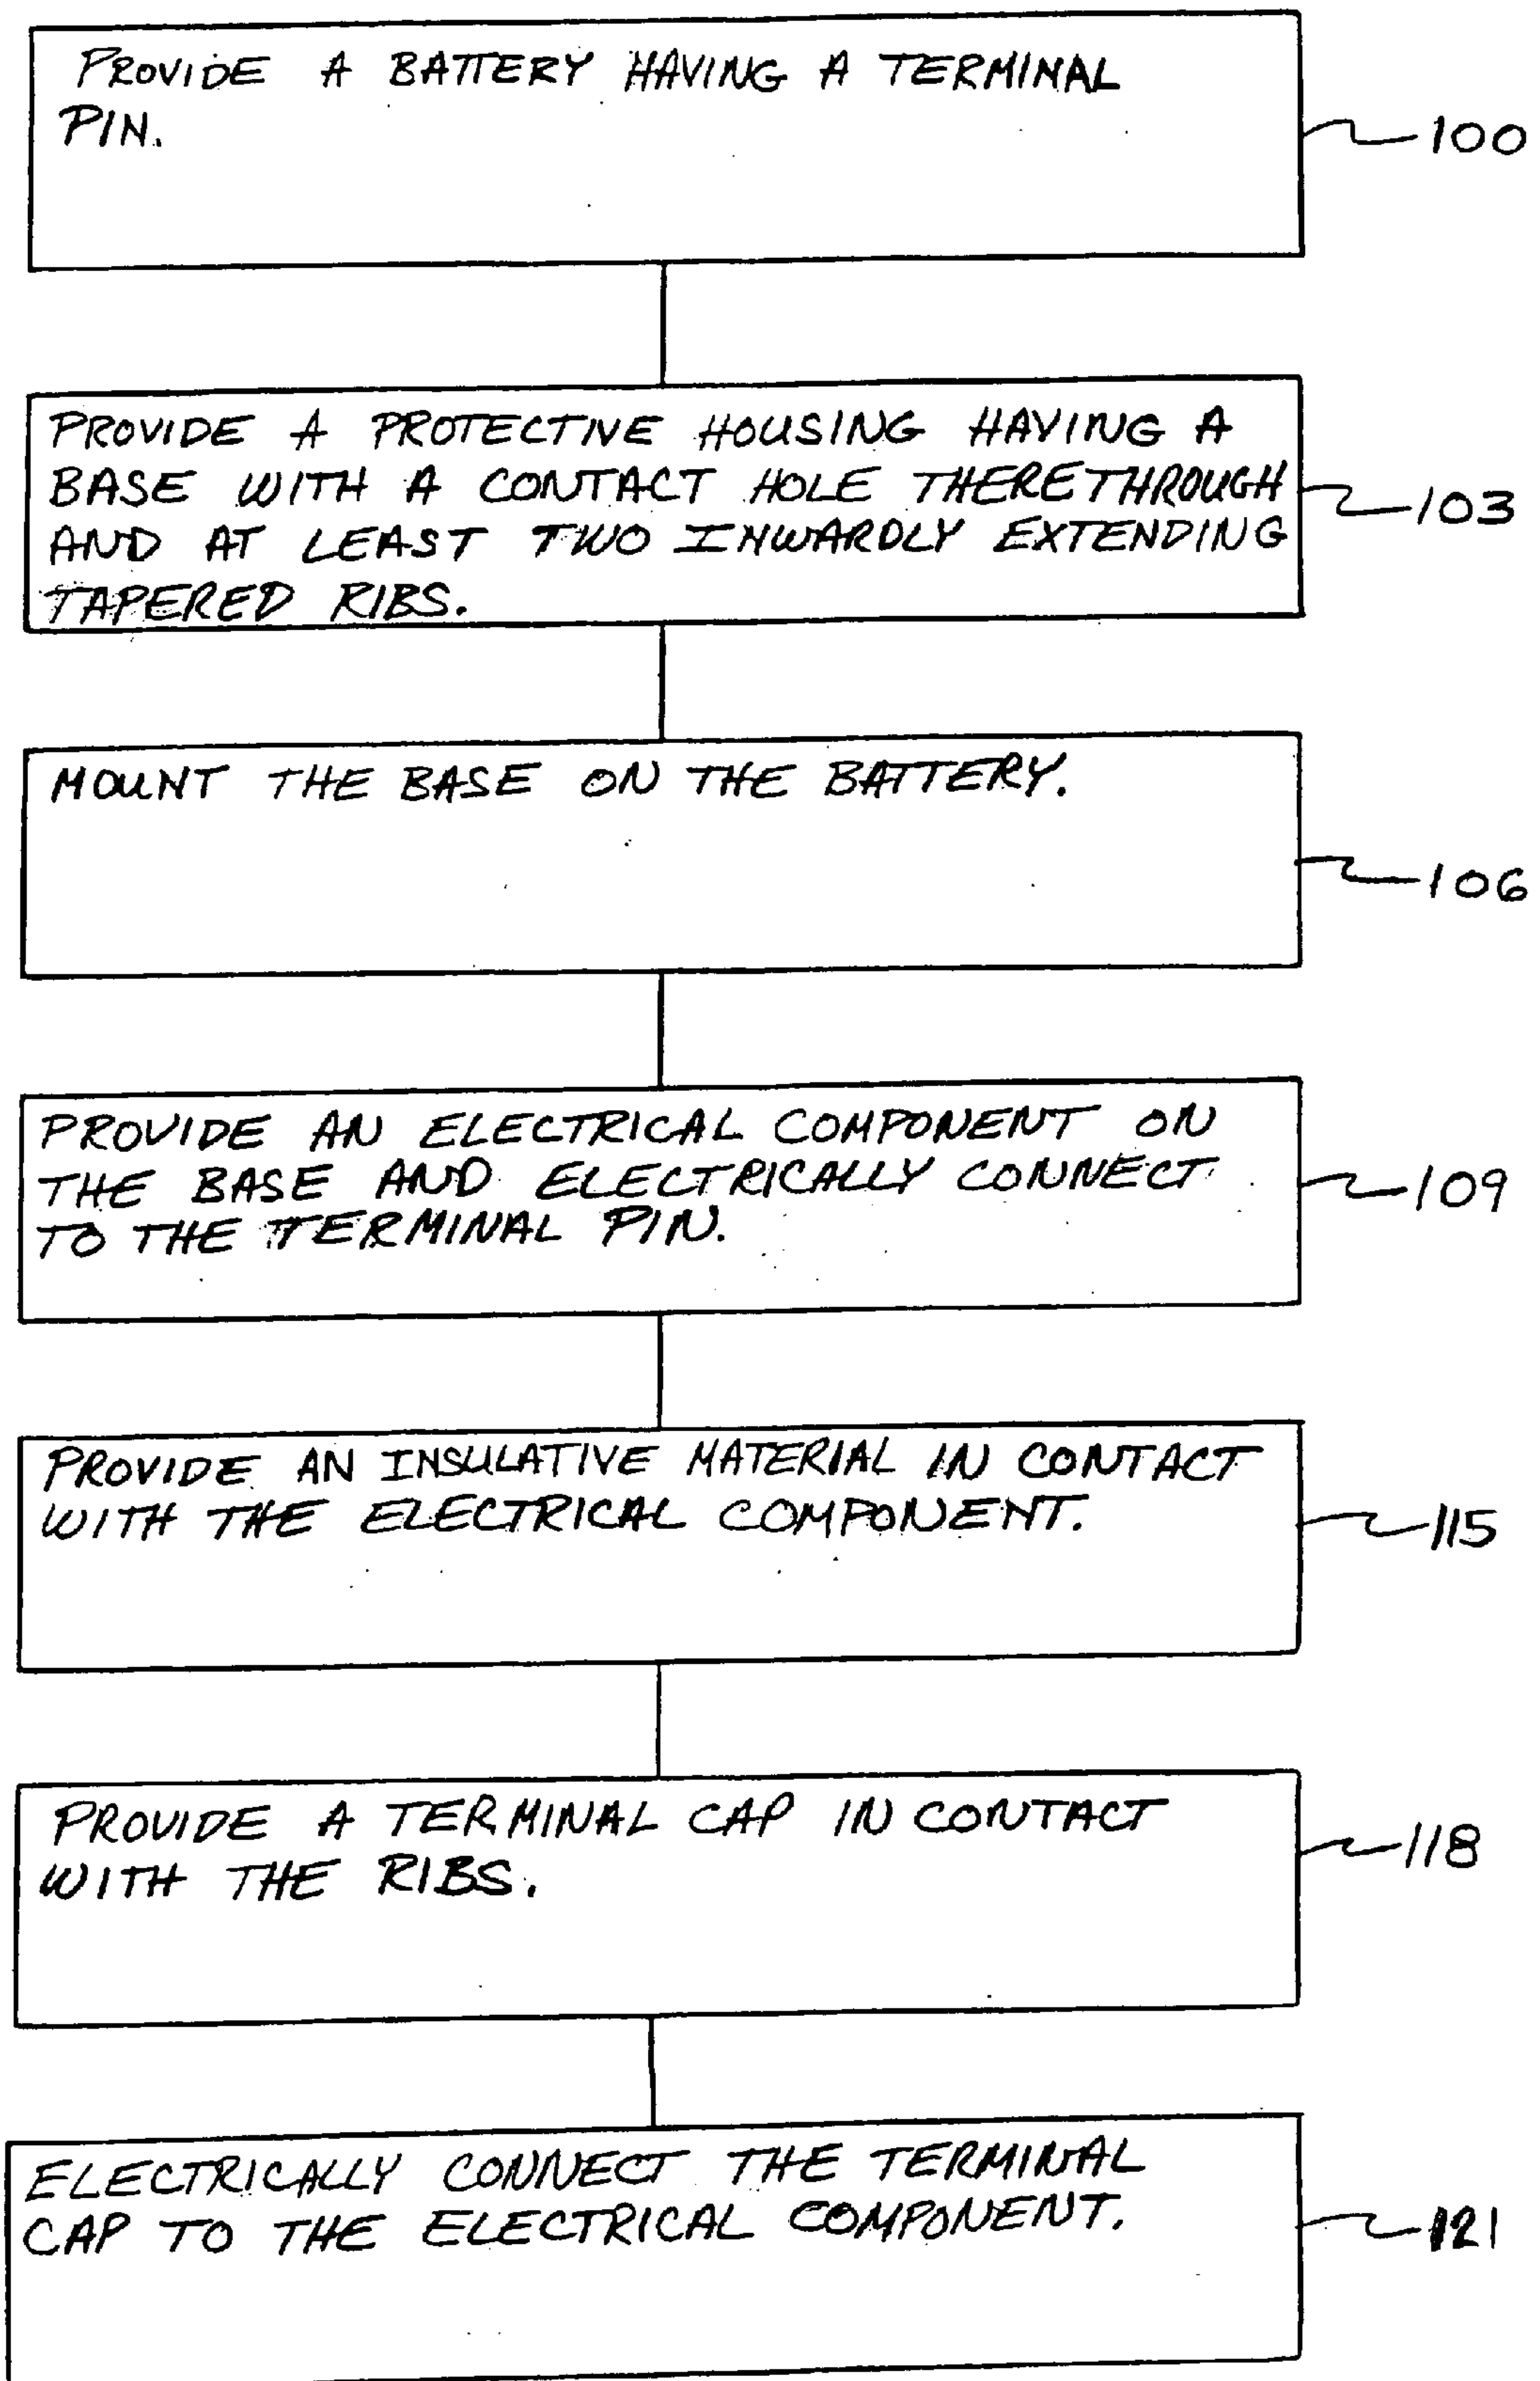 PROVIDE A BATTERY HAVING A TERMINAL
PIN.
100
PROVIDE A PROTECTIVE HOUSING HAVING A
BASE WITH A CONTACT HOLE THERETHROUGH
AND AT LEAST TWO INWARDLY EXTENDING
TAPERED RIBS.
103
MOUNT THE BASE ON THE BATTERY.
106
PROVIDE AN ELECTRICAL COMPONENT ON
THE BASE AND ELECTRICALLY CONNECT
TO THE TERMINAL PIN.
109
PROVIDE AN INSULATIVE MATERIAL IN CONTACT
WITH THE ELECTRICAL COMPONENT.
115
PROVIDE A TERMINAL CAP IN CONTACT
WITH THE RIBS.
118
ELECTRICALLY CONNECT THE TERMINAL
CAP TO THE ELECTRICAL COMPONENT.
121